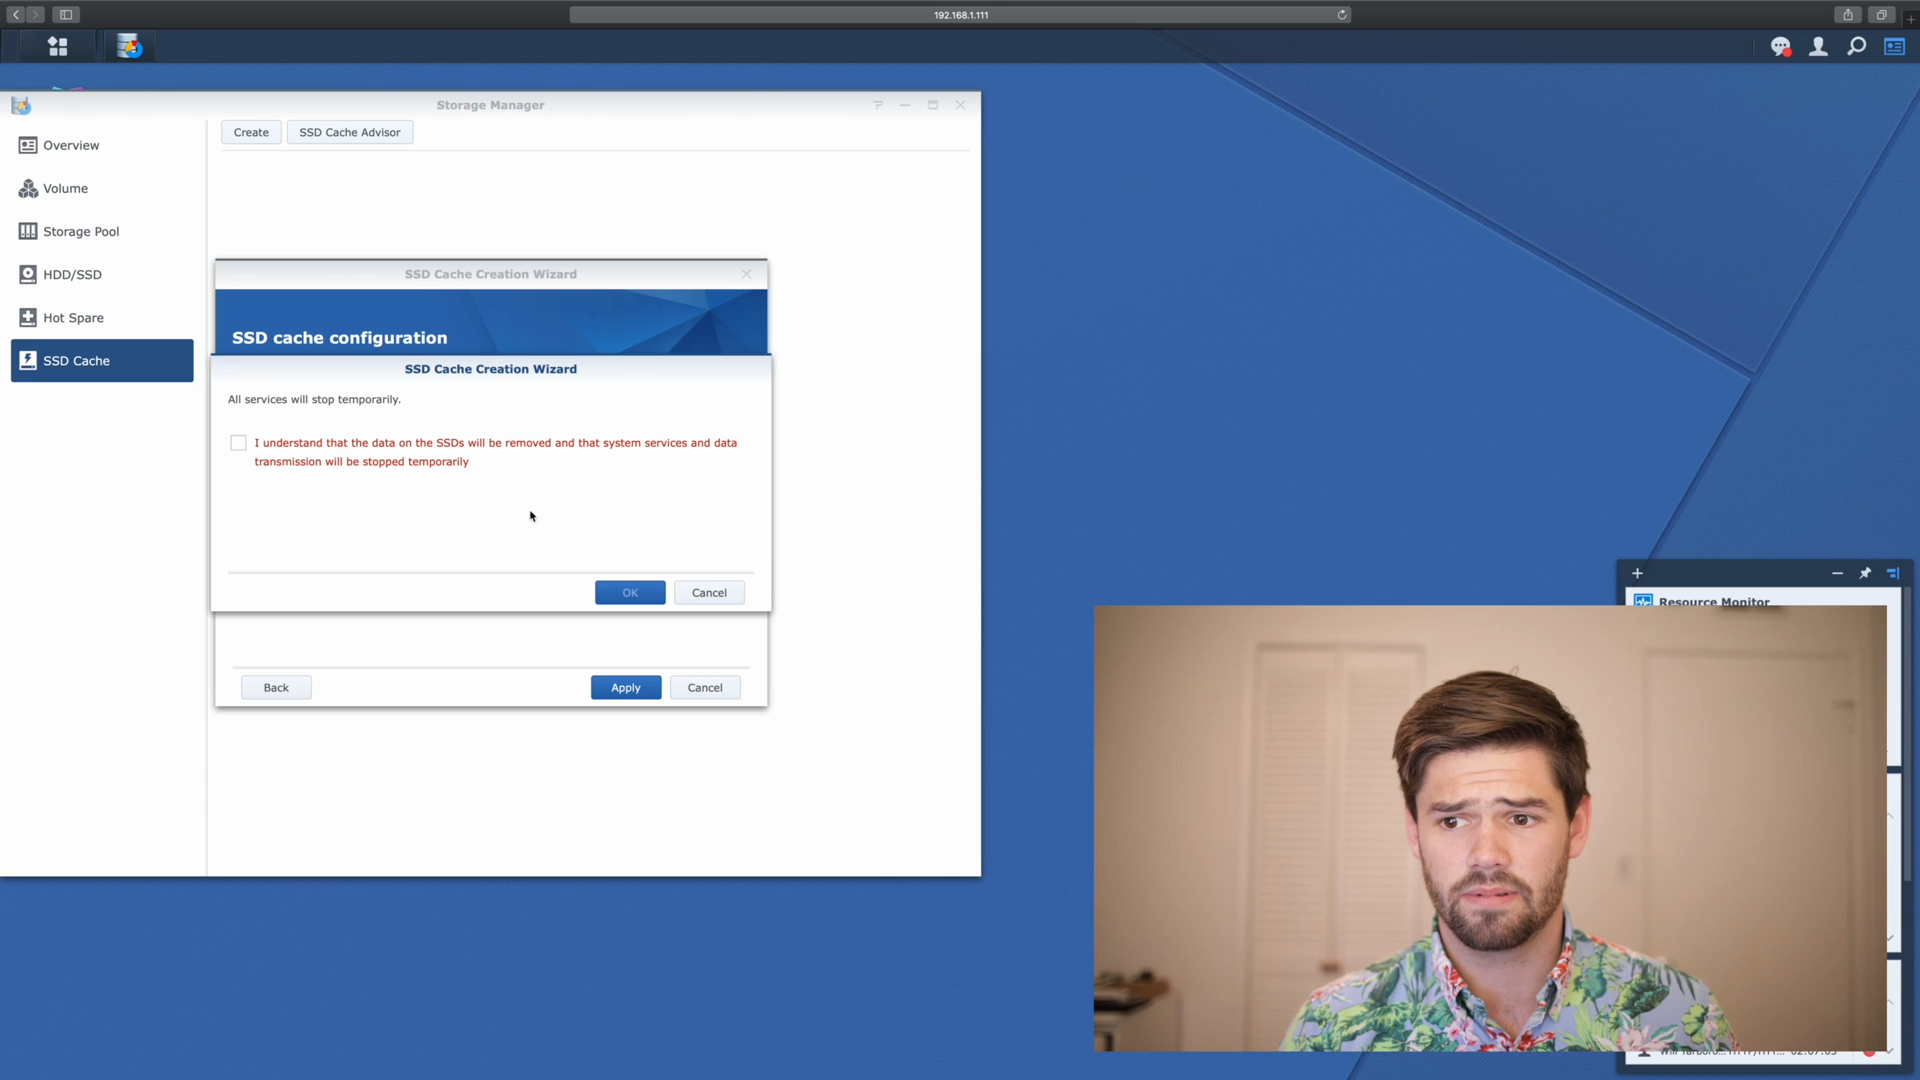 192.168.1.111
Storage Manager
Create
SSD Cache Advisor
Overview
Volume
Storage Pool
HDD/SSD
Hot Spare
SSD Cache
SSD Cache Creation Wizard
SSD cache configuration
SSD Cache Creation Wizard
All services will stop temporarily.
I understand that the data on the SSDs will be removed and that system services and data
transmission will be stopped temporarily
OK
Cancel
Back
Apply
Cancel
Resource Monitor